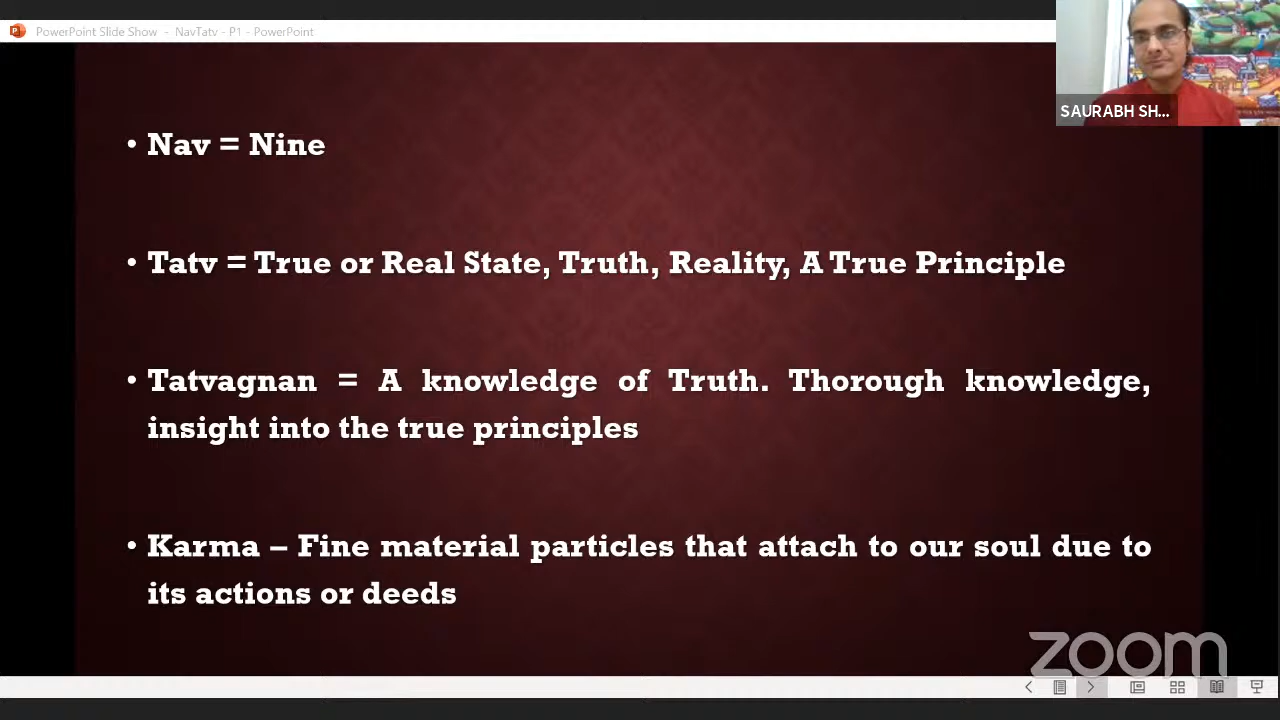 PowerPoint Slide Show - NavTatv - P1 - PowerPoint
SAURABH SH...
• Nav = Nine
• Tatv = True or Real State, Truth, Reality, A True Principle
• Tatvagnan = A knowledge of Truth. Thorough knowledge,
insight into the true principles
• Karma – Fine material particles that attach to our soul due to
its actions or deeds
zoom